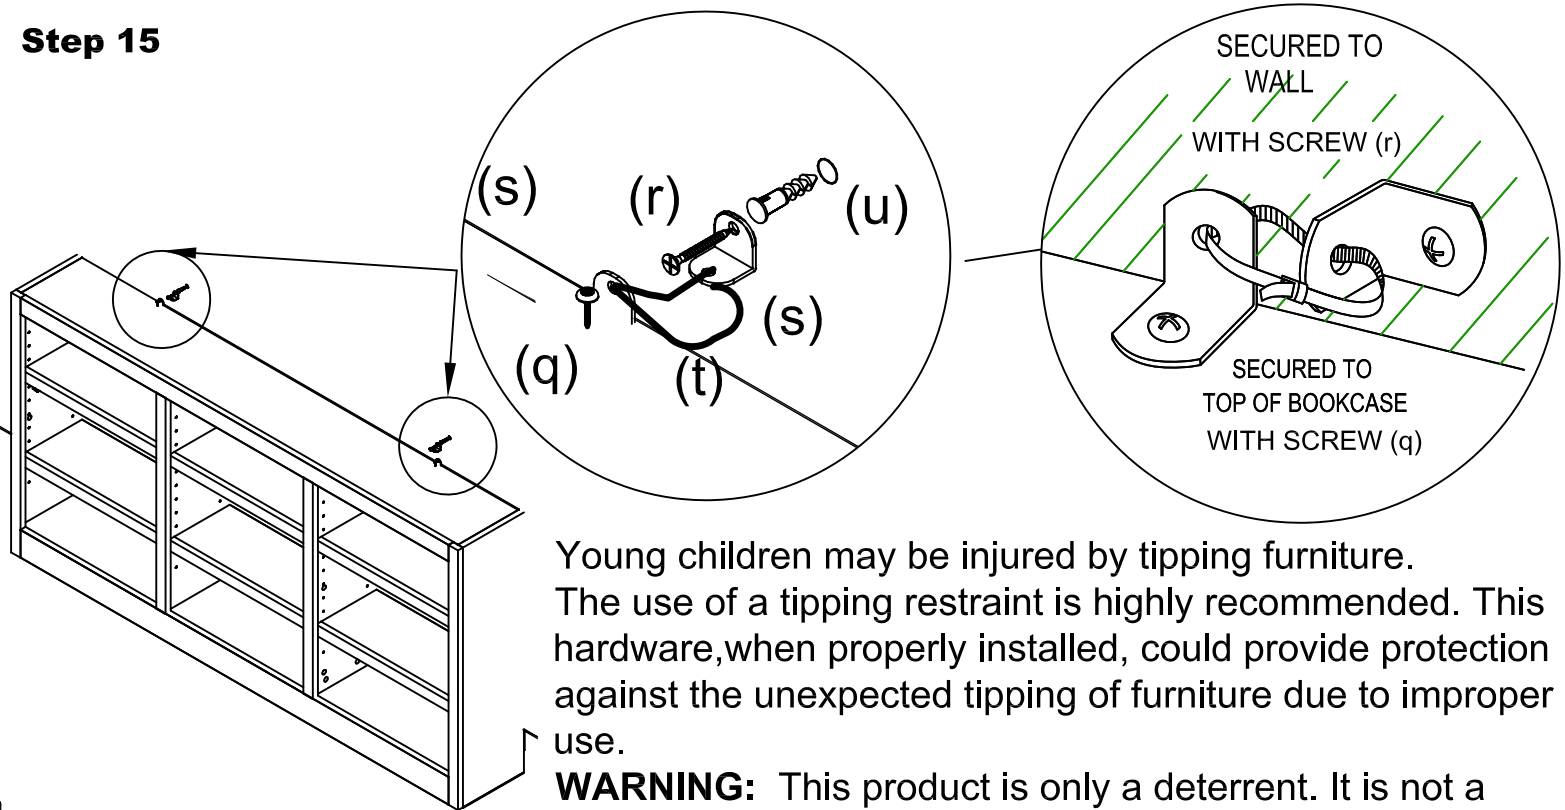 Step 15
(s)
(r)
(u)
(s)
(q)
(t)
SECURED TO
WALL
WITH SCREW (r)
SECURED TO
TOP OF BOOKCASE
WITH SCREW (q)
Young children may be injured by tipping furniture.
The use of a tipping restraint is highly recommended. This
hardware,when properly installed, could provide protection
against the unexpected tipping of furniture due to improper
use.
WARNING: This product is only a deterrent. It is not a